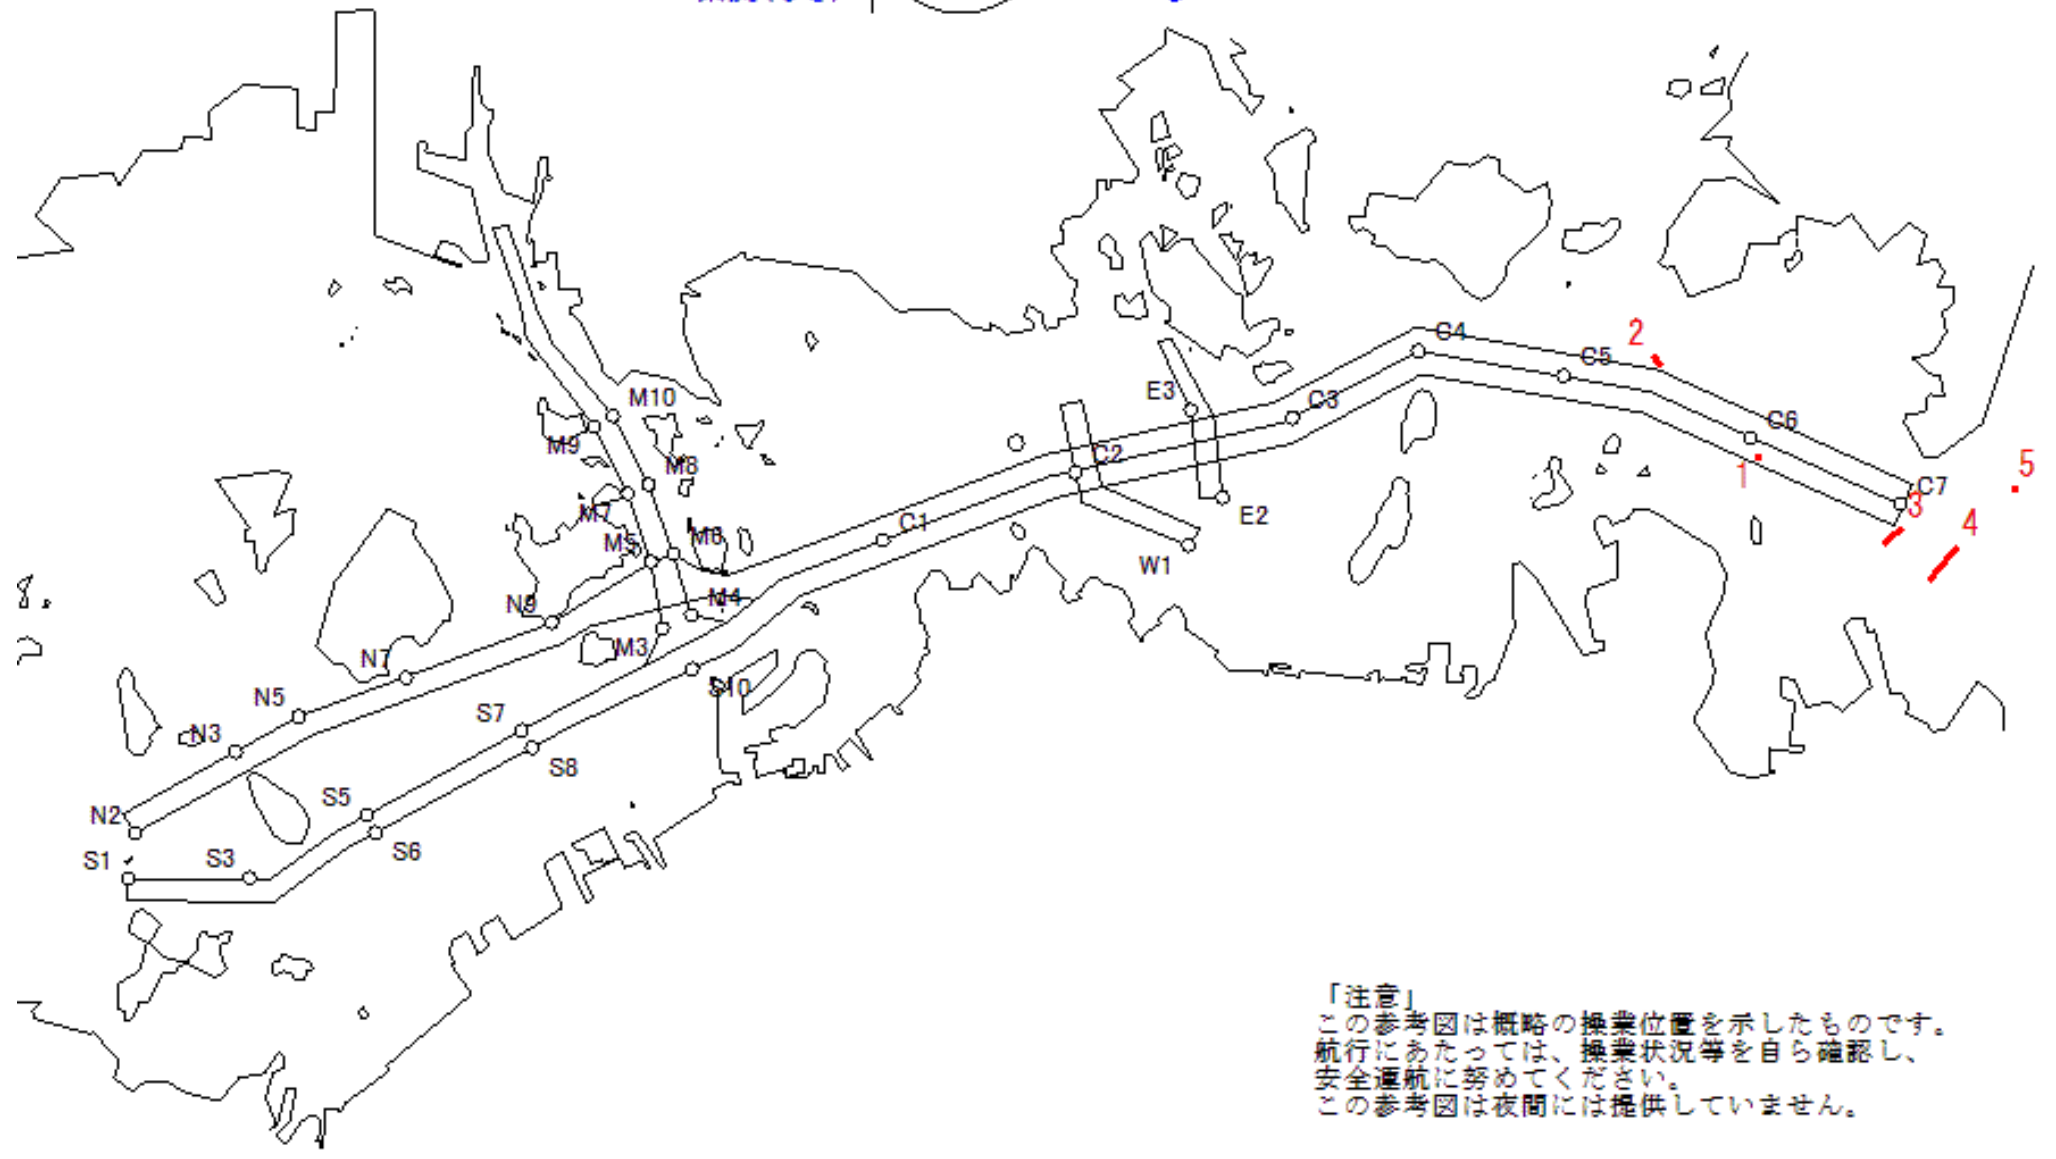 C4
2
C5
E3
M10
C3
C6
M9
C2
M8
1
5
C7
M7
E2
3
C1
4
M5
M6
W1
N9
M4
M3
N7
S10
N5
S7
N3
S8
S5
N2
S6
S1
S3
「注意」
この参考図は概略の操業位置を示したものです。
航行にあたっては、操業状況等を自ら確認し、
安全運航に努めてください。
この参考図は夜間には提供していません。